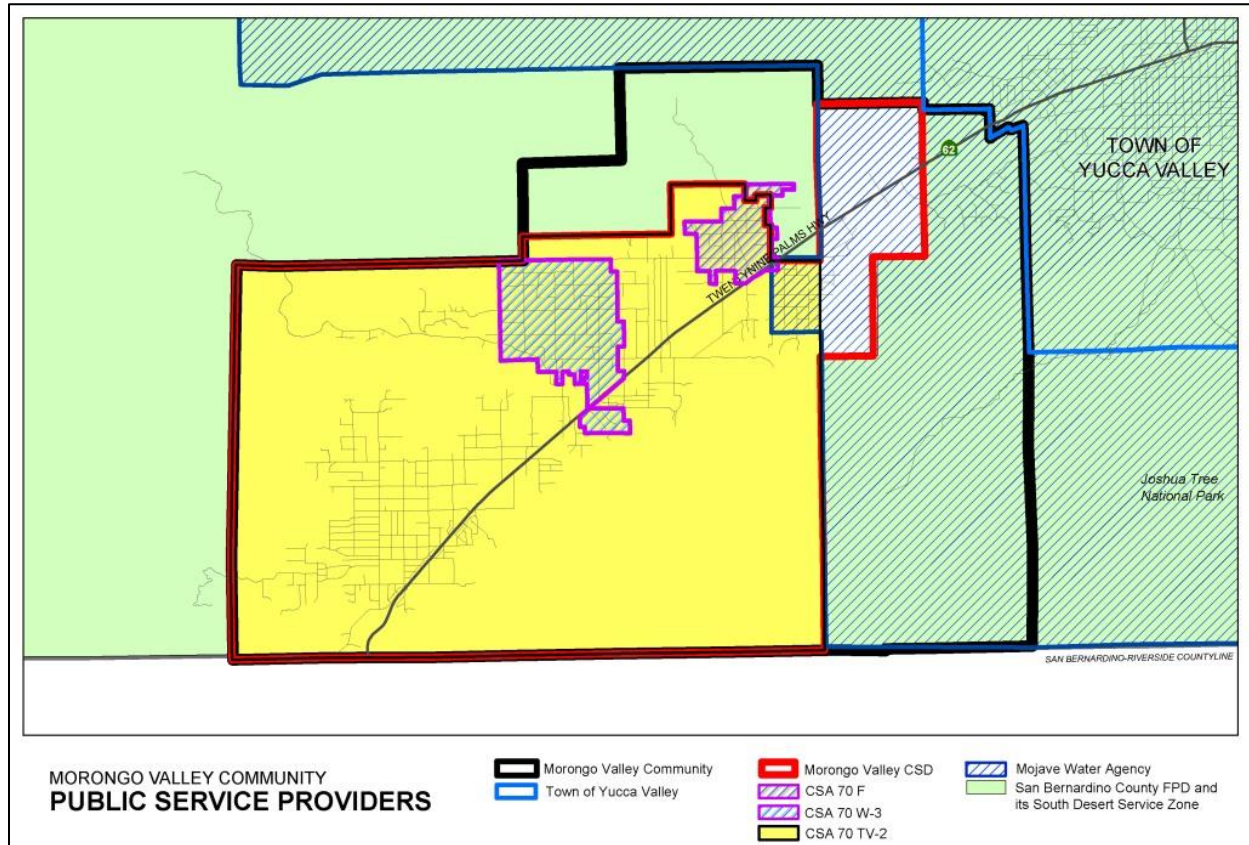 TOWN OF
YUCCA VALLEY
62
TWENTYNINE PALMS HWY
Joshua Tree
National Park
SAN BERNARDINO-RIVERSIDE COUNTYLINE
MORONGO VALLEY COMMUNITY
PUBLIC SERVICE PROVIDERS
Morongo Valley Community
Town of Yucca Valley
Morongo Valley CSD
CSA 70 F
CSA 70 W-3
CSA 70 TV-2
Mojave Water Agency
San Bernardino County FPD and
its South Desert Service Zone